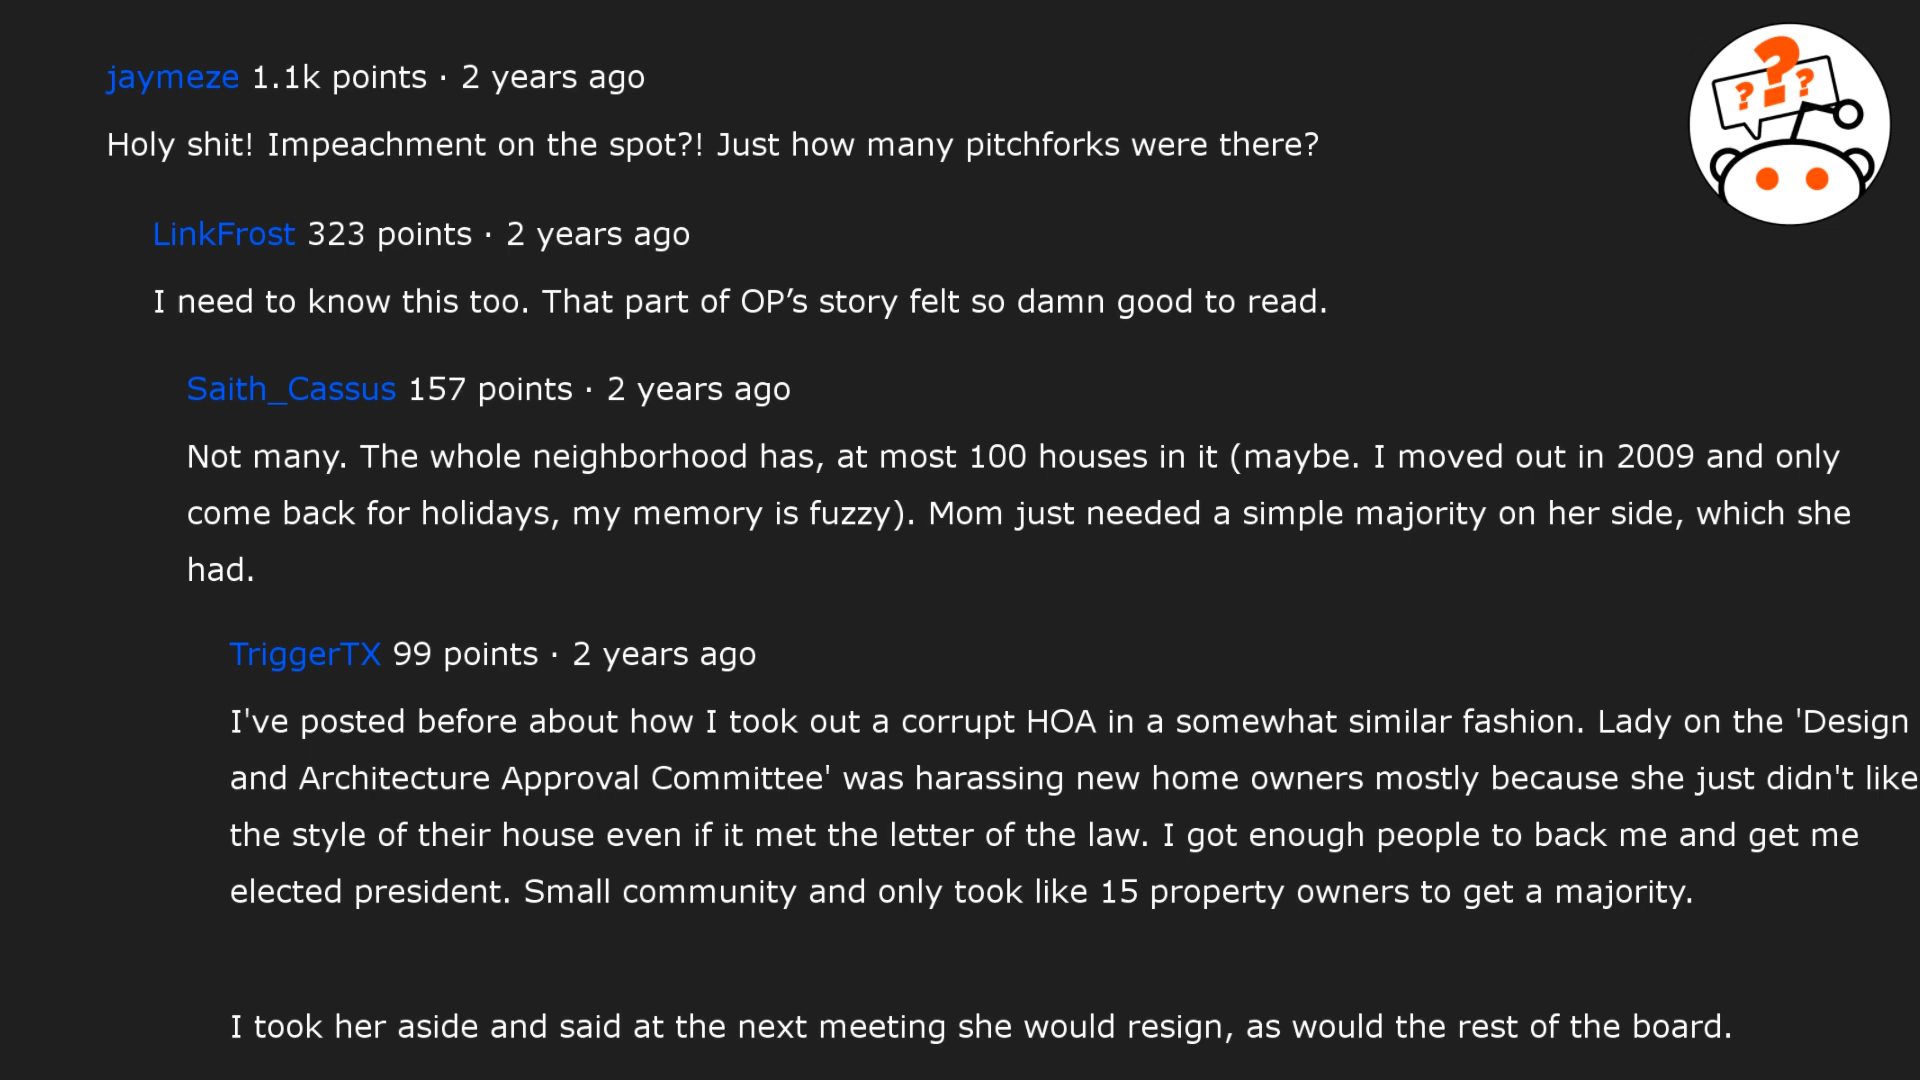 jaymeze 1.1k points · 2 years ago
Holy shit! Impeachment on the spot?! Just how many pitchforks were there?
LinkFrost 323 points · 2 years ago
I need to know this too. That part of OP’s story felt so damn good to read.
Saith_Cassus 157 points · 2 years ago
Not many. The whole neighborhood has, at most 100 houses in it (maybe. I moved out in 2009 and only
come back for holidays, my memory is fuzzy). Mom just needed a simple majority on her side, which she
had.
TriggerTX 99 points · 2 years ago
I've posted before about how I took out a corrupt HOA in a somewhat similar fashion. Lady on the 'Design
and Architecture Approval Committee' was harassing new home owners mostly because she just didn't like
the style of their house even if it met the letter of the law. I got enough people to back me and get me
elected president. Small community and only took like 15 property owners to get a majority.
I took her aside and said at the next meeting she would resign, as would the rest of the board.
? ? ?